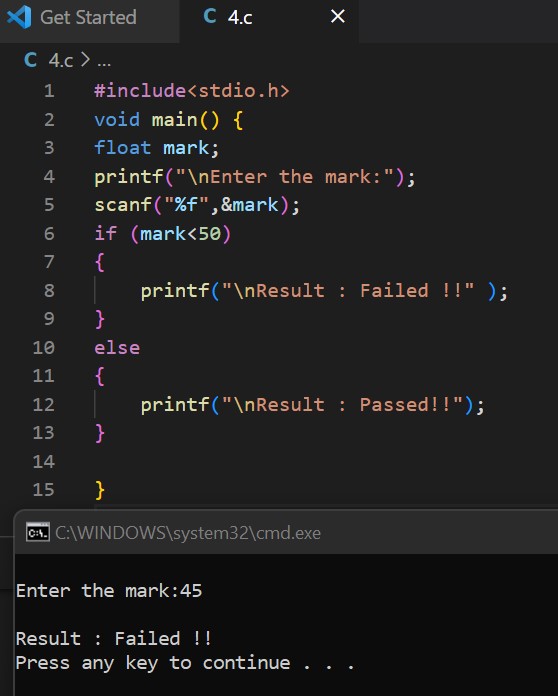 Get Started
4.c
4.c > ...
1 #include<stdio.h>
2 void main() {
3 float mark;
4 printf("\nEnter the mark:");
5 scanf("%f",&mark);
6 if (mark<50)
7 {
8     printf("\nResult : Failed !!" );
9 }
10 else
11 {
12     printf("\nResult : Passed!!");
13 }
14
15 }
C:\WINDOWS\system32\cmd.exe
Enter the mark:45
Result : Failed !!
Press any key to continue . . .